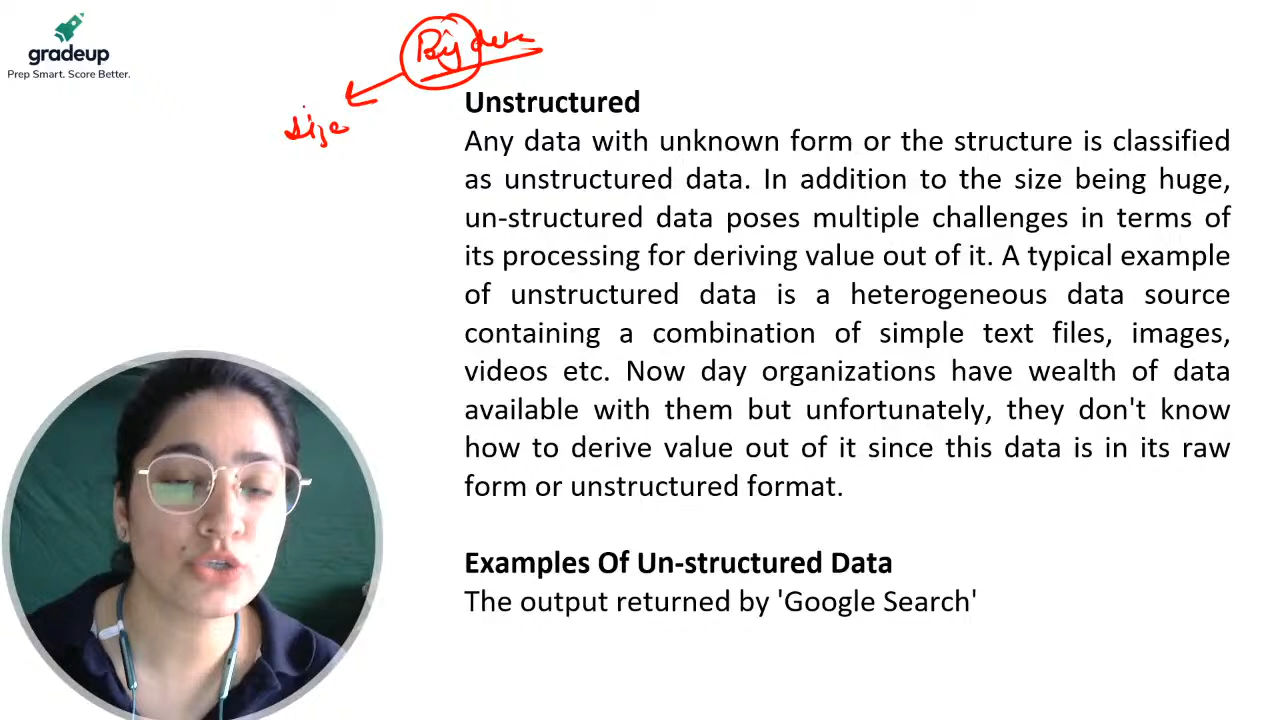 gradeup
Prep Smart. Score Better.
Big data
size
Unstructured
Any data with unknown form or the structure is classified
as unstructured data. In addition to the size being huge,
un-structured data poses multiple challenges in terms of
its processing for deriving value out of it. A typical example
of unstructured data is a heterogeneous data source
containing a combination of simple text files, images,
videos etc. Now day organizations have wealth of data
available with them but unfortunately, they don't know
how to derive value out of it since this data is in its raw
form or unstructured format.
Examples Of Un-structured Data
The output returned by 'Google Search'